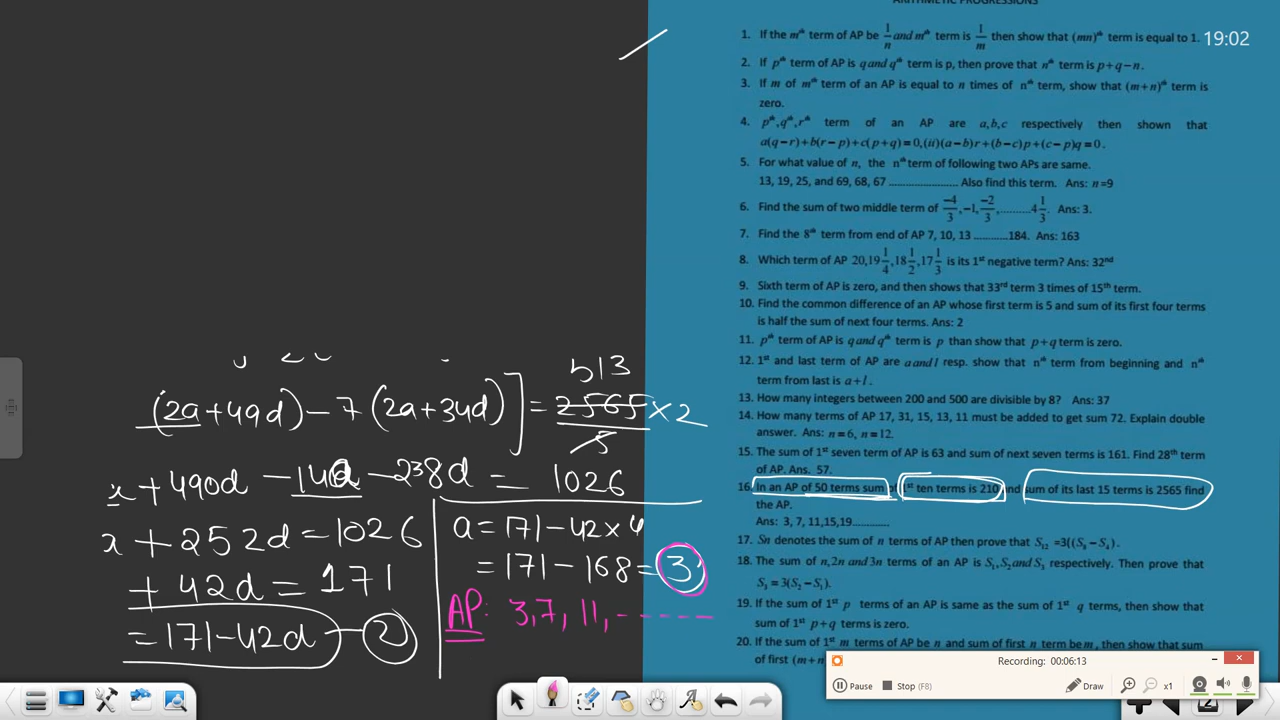 513
(2a+49d) – 7 (2a+34d) ] = 2565 × 2
5
+490d –14a –238d = 1026
+252d = 1026
+42d = 171
= 171–42d – 2
a = 171–42×4
= 171 – 168 = 3
AP: 3,7, 11, - - - - - -
ARITHMETIC PROGRESSIONS
19:02
1. If the mth term of AP be 1/n and mth term is 1/m then show that (mn)th term is equal to 1.
2. If pth term of AP is q and qth term is p, then prove that nth term is p+q–n.
3. If m of mth term of an AP is equal to n times of nth term, show that (m+n)th term is
zero.
4. pth,qth,rth term of an AP are a,b,c respectively then shown that
a(q–r)+b(r–p)+c(p+q)=0,(ii)(a–b)r+(b–c)p+(c–p)q=0.
5. For what value of n, the nth term of following two APs are same.
13, 19, 25, and 69, 68, 67 ........................ Also find this term. Ans: n=9
6. Find the sum of two middle term of –4/3,–1,–2/3,.........4 1/3. Ans: 3.
7. Find the 8th term from end of AP 7, 10, 13 ............184. Ans: 163
8. Which term of AP 20,19 1/4,18 1/2,17 1/3 is its 1st negative term? Ans: 32nd
9. Sixth term of AP is zero, and then shows that 33rd term 3 times of 15th term.
10. Find the common difference of an AP whose first term is 5 and sum of its first four terms
is half the sum of next four terms. Ans: 2
11. pth term of AP is q and qth term is p than show that p+q term is zero.
12. 1st and last term of AP are a and l resp. show that nth term from beginning and nth
term from last is a+l.
13. How many integers between 200 and 500 are divisible by 8? Ans: 37
14. How many terms of AP 17, 31, 15, 13, 11 must be added to get sum 72. Explain double
answer. Ans: n=6, n=12.
15. The sum of 1st seven term of AP is 63 and sum of next seven terms is 161. Find 28th term
of AP. Ans. 57.
16. In an AP of 50 terms sum of 1st ten terms is 210 and sum of its last 15 terms is 2565 find
the AP.
Ans: 3, 7, 11,15,19.............
17. Sn denotes the sum of n terms of AP then prove that S12 =3((S8–S4).
18. The sum of n,2n and 3n terms of AP is S1,S2 and S3 respectively. Then prove that
S3 = 3(S2–S1).
19. If the sum of 1st p terms of an AP is same as the sum of 1st q terms, then show that
sum of 1st p+q terms is zero.
20. If the sum of 1st m terms of AP be n and sum of first n term be m, then show that sum
of first (m+n
Recording: 00:06:13
Pause Stop (F8) Draw x1
2